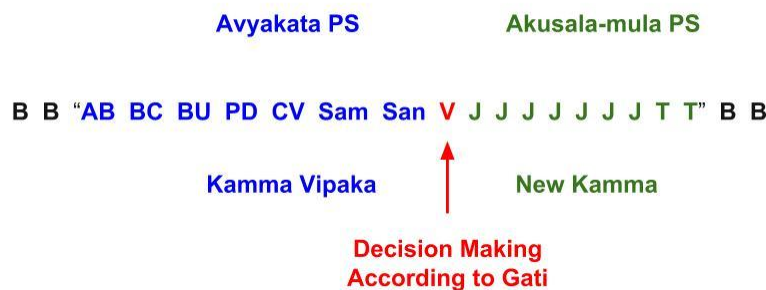 Avyakata PS Akusala-mula PS
B B “AB BC BU PD CV Sam San V J J J J J J J T T” B B
Kamma Vipaka New Kamma
Decision Making
According to Gati